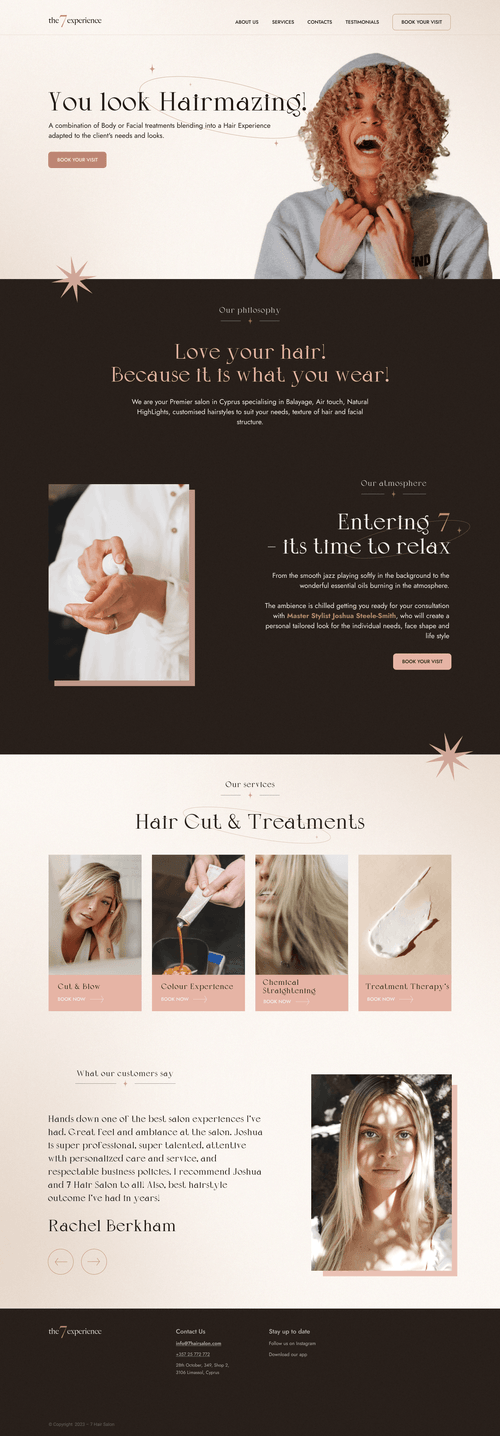 the 7 experience
ABOUT US
SERVICES
CONTACTS
TESTIMONIALS
BOOK YOUR VISIT
You look Hairmazing!
A combination of Body or Facial treatments blending into a Hair Experience
adapted to the client's needs and looks.
BOOK YOUR VISIT
Our philosophy
Love your hair!
Because it is what you wear!
We are your Premier salon in Cyprus specialising in Balayage, Air touch, Natural
HighLights, customised hairstyles to suit your needs, texture of hair and facial
structure.
Our atmosphere
Entering 7
– its time to relax
From the smooth jazz playing softly in the background to the
wonderful essential oils burning in the atmosphere.
The ambience is chilled getting you ready for your consultation
with Master Stylist Joshua Steele-Smith, who will create a
personal tailored look for the individual needs, face shape and
life style
BOOK YOUR VISIT
Our services
Hair Cut & Treatments
Cut & Blow
BOOK NOW
Colour Experience
BOOK NOW
Chemical
Straightening
BOOK NOW
Treatment Therapy's
BOOK NOW
What our customers say
Hands down one of the best salon experiences I've
had. Great feel and ambiance at the salon. Joshua
is super professional, super talented, attentive
with personalized care and service, and
respectable business policies. I recommend Joshua
and 7 Hair Salon to all! Also, best hairstyle
outcome I've had in years!
Rachel Berkham
the 7 experience
Contact Us
info@7hairsalon.com
+357 25 772 772
28th October, 349, Shop 2,
3106 Limassol, Cyprus
Stay up to date
Follow us on Instagram
Download our app
© Copyright 2023 – 7 Hair Salon